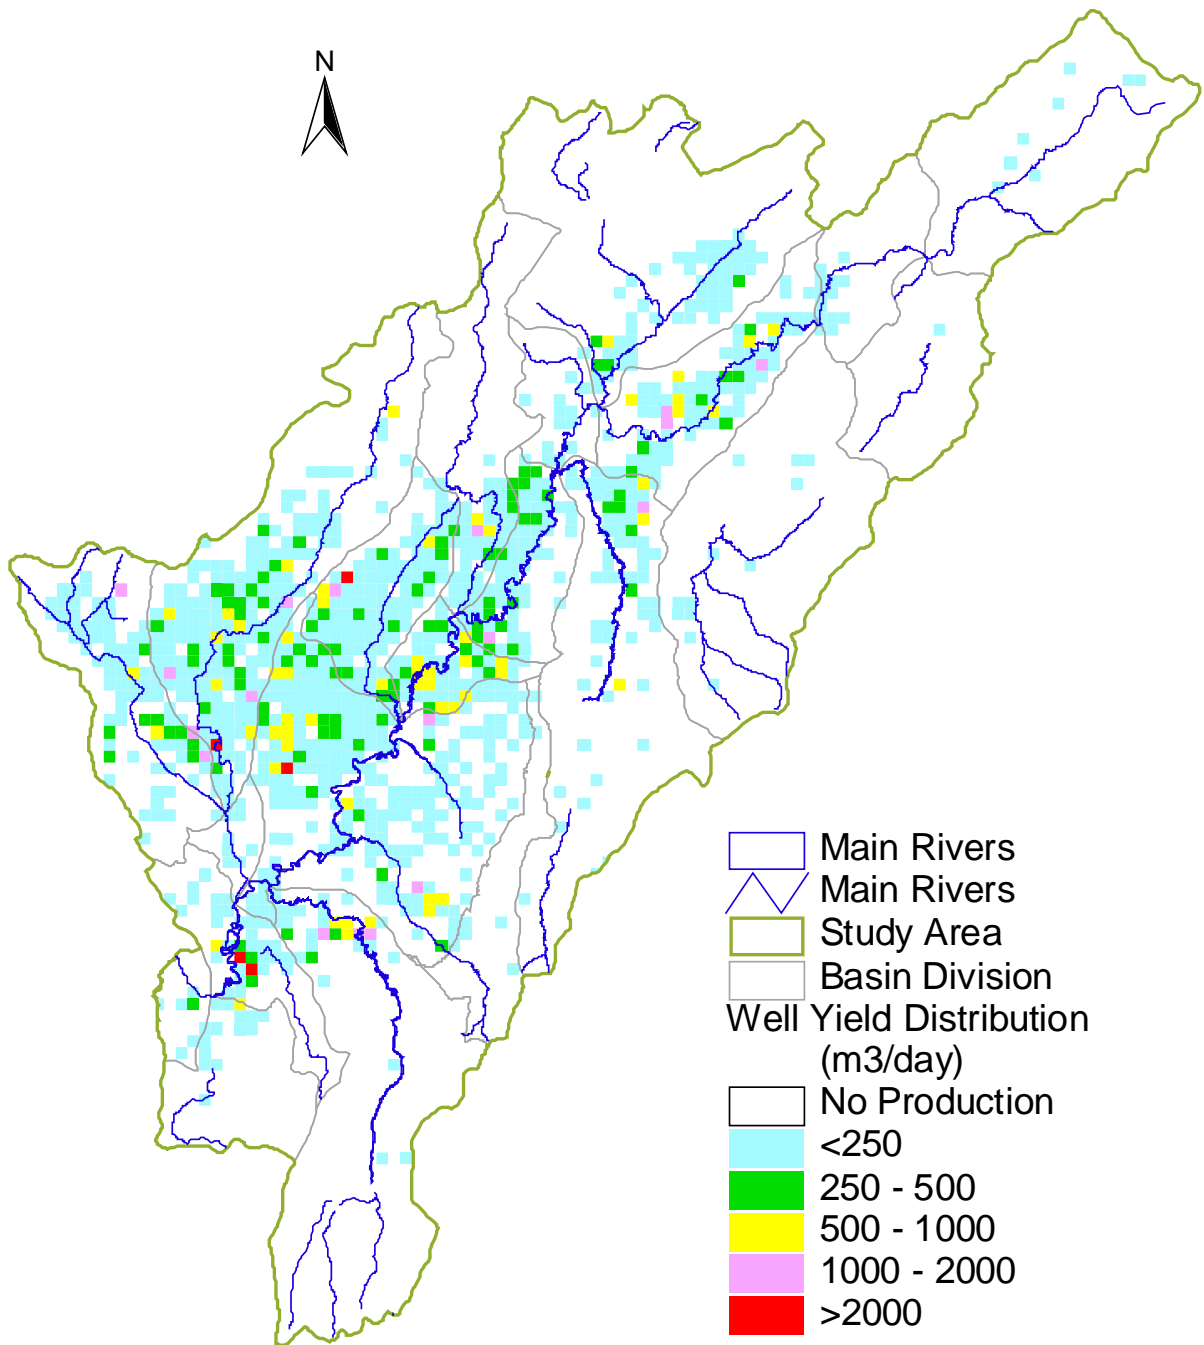 N
Main Rivers
Main Rivers
Study Area
Basin Division
Well Yield Distribution
(m3/day)
No Production
<250
250 - 500
500 - 1000
1000 - 2000
>2000